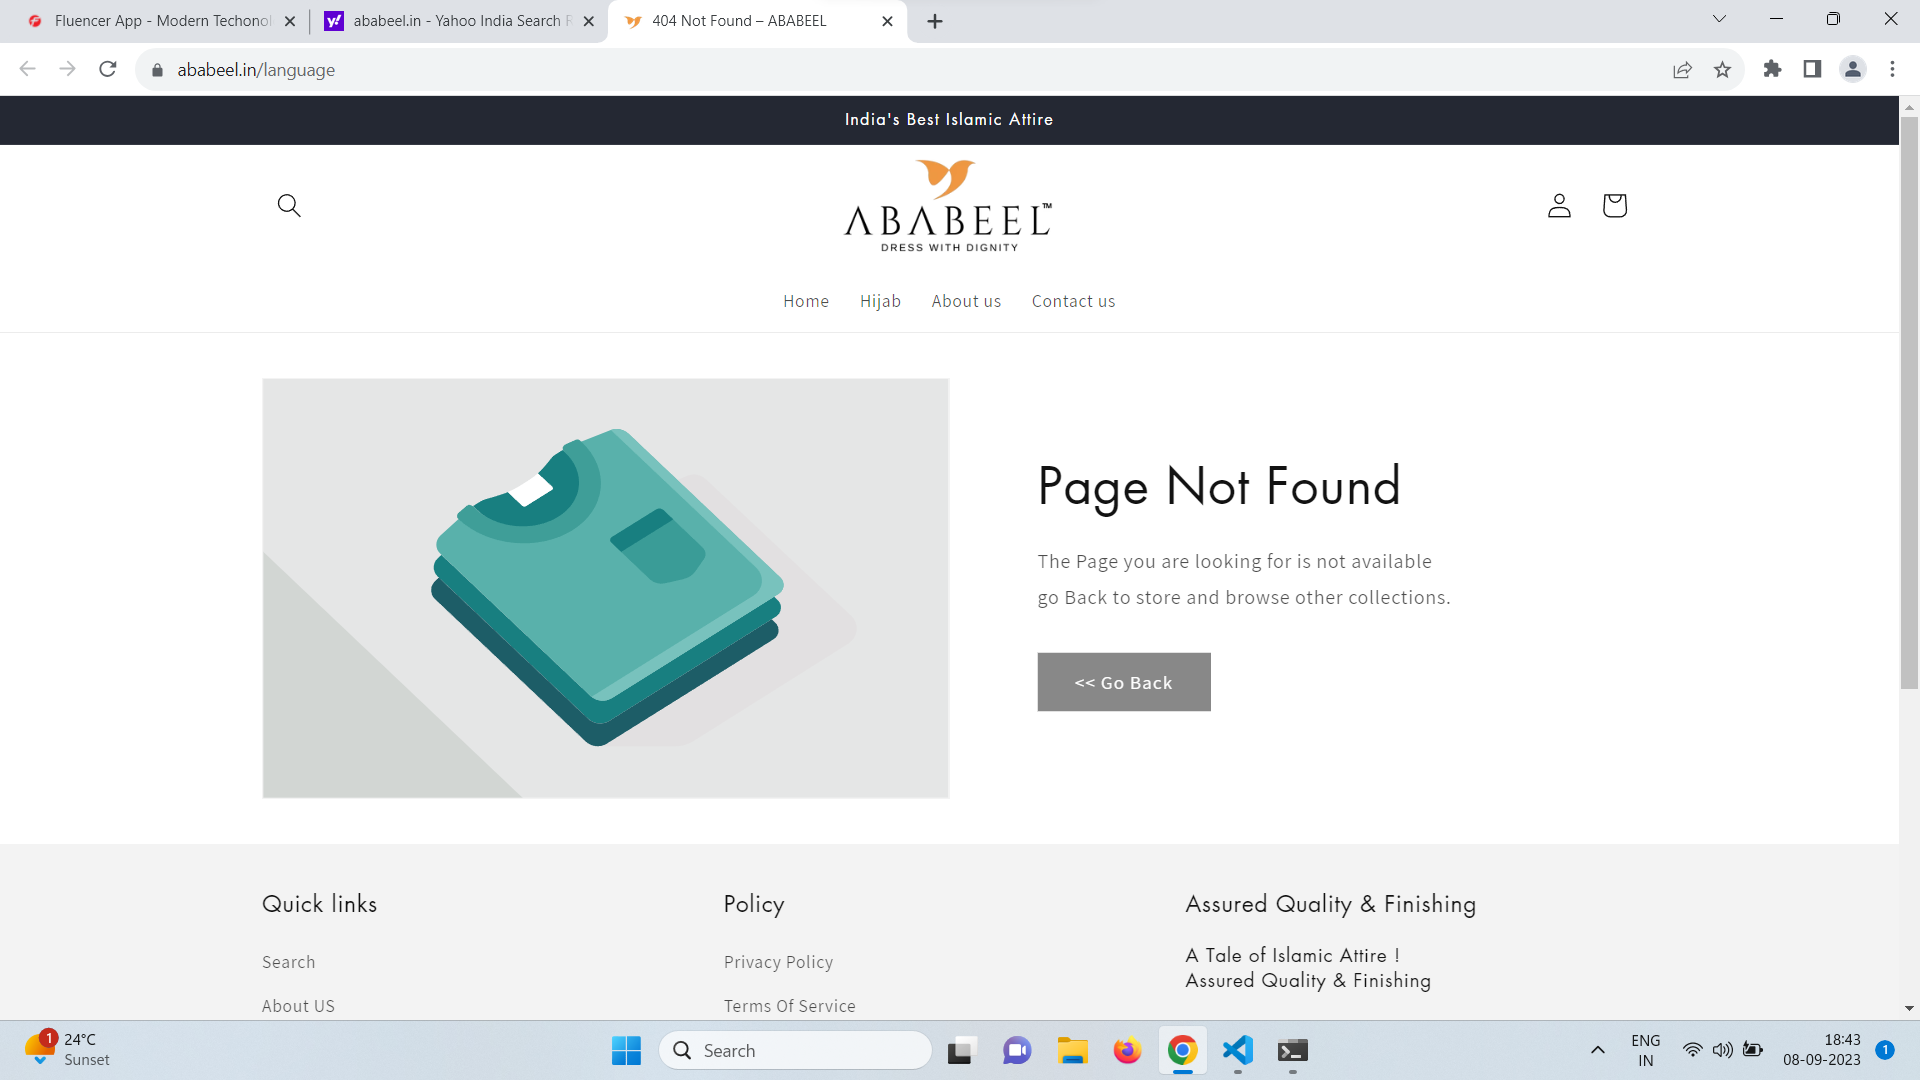 Fluencer App - Modern Techonol
ababeel.in - Yahoo India Search R
404 Not Found – ABABEEL
ababeel.in/language
India's Best Islamic Attire
ABABEEL™
DRESS WITH DIGNITY
Home
Hijab
About us
Contact us
Page Not Found
The Page you are looking for is not available
go Back to store and browse other collections.
<< Go Back
Quick links
Search
About US
Policy
Privacy Policy
Terms Of Service
Assured Quality & Finishing
A Tale of Islamic Attire !
Assured Quality & Finishing
1
24°C
Sunset
Search
ENG
IN
18:43
08-09-2023
1